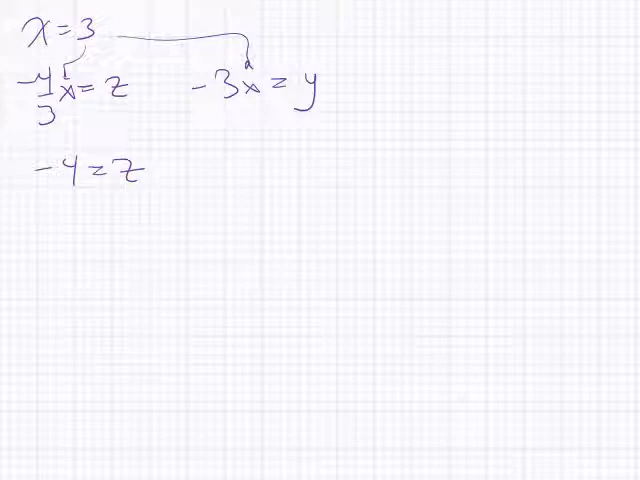 x = 3
-4/3 x = z -3x = y
-4 = z